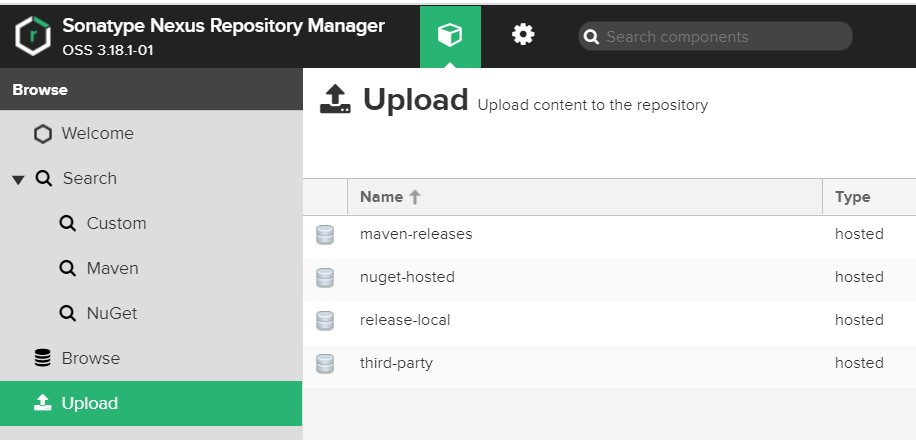 Sonatype Nexus Repository Manager
OSS 3.18.1-01
Search components
Browse
Welcome
Search
Custom
Maven
NuGet
Browse
Upload
Upload Upload content to the repository
Name Type
maven-releases hosted
nuget-hosted hosted
release-local hosted
third-party hosted